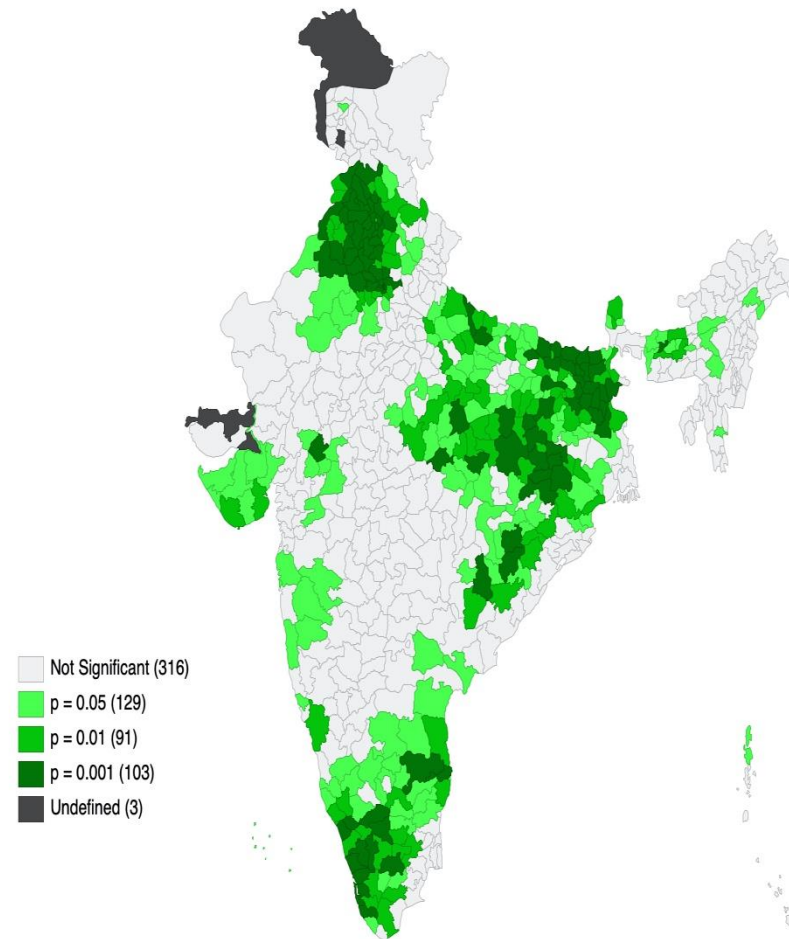 Not Significant (316)
p = 0.05 (129)
p = 0.01 (91)
p = 0.001 (103)
Undefined (3)